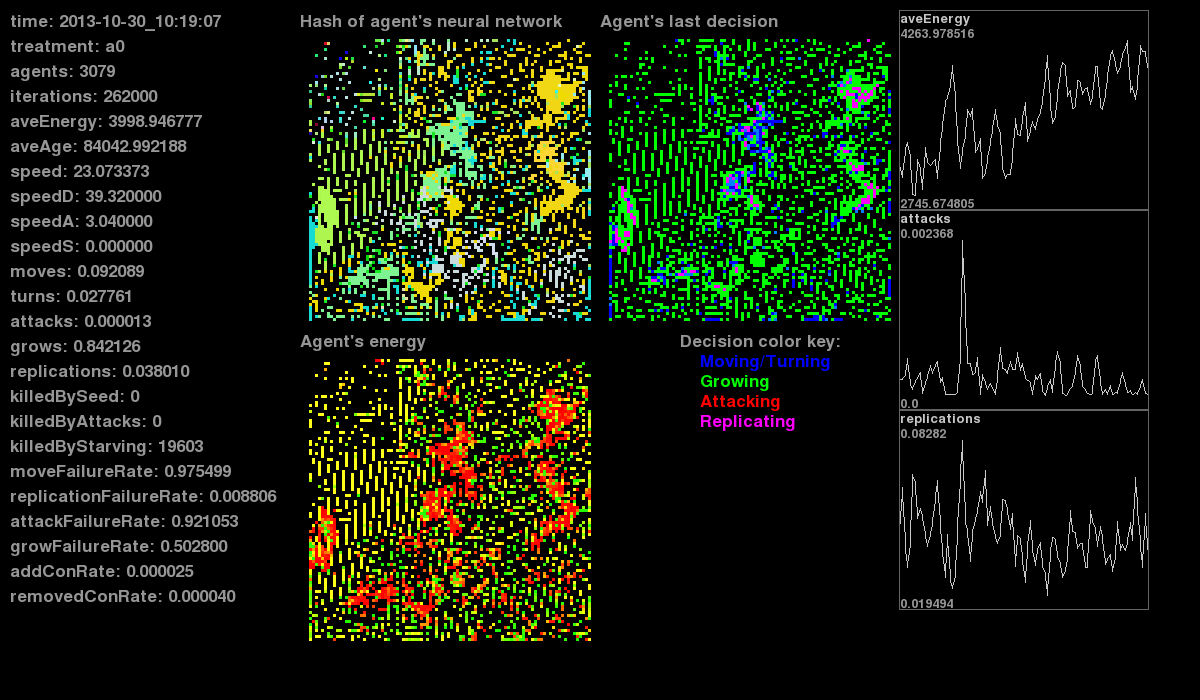 time: 2013-10-30_10:19:07
treatment: a0
agents: 3079
iterations: 262000
aveEnergy: 3998.946777
aveAge: 84042.992188
speed: 23.073373
speedD: 39.320000
speedA: 3.040000
speedS: 0.000000
moves: 0.092089
turns: 0.027761
attacks: 0.000013
grows: 0.842126
replications: 0.038010
killedBySeed: 0
killedByAttacks: 0
killedByStarving: 19603
moveFailureRate: 0.975499
replicationFailureRate: 0.008806
attackFailureRate: 0.921053
growFailureRate: 0.502800
addConRate: 0.000025
removedConRate: 0.000040
Hash of agent's neural network
Agent's last decision
Agent's energy
Decision color key:
Moving/Turning
Growing
Attacking
Replicating
aveEnergy
4263.978516
2745.674805
attacks
0.002368
0.0
replications
0.08282
0.019494